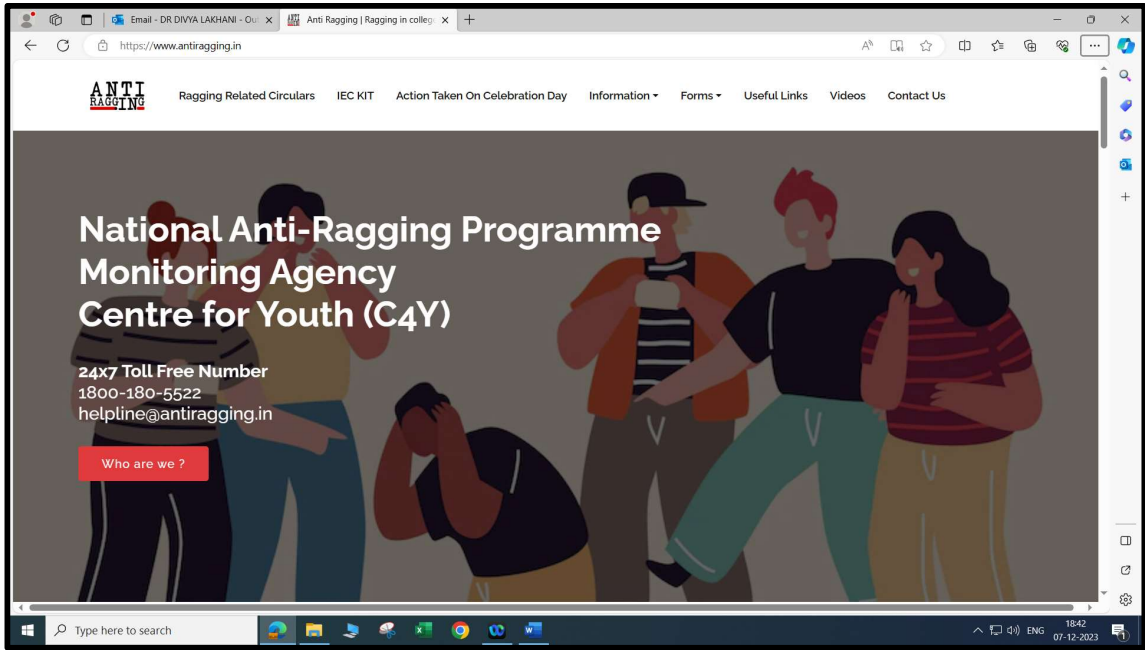 Email - DR DIVYA LAKHANI - Ou
Anti Ragging | Ragging in colleg
https://www.antiragging.in
ANTI
RAGGING
Ragging Related Circulars
IEC KIT
Action Taken On Celebration Day
Information
Forms
Useful Links
Videos
Contact Us
National Anti-Ragging Programme
Monitoring Agency
Centre for Youth (C4Y)
24x7 Toll Free Number
1800-180-5522
helpline@antiragging.in
Who are we ?
Type here to search
ENG
18:42
07-12-2023